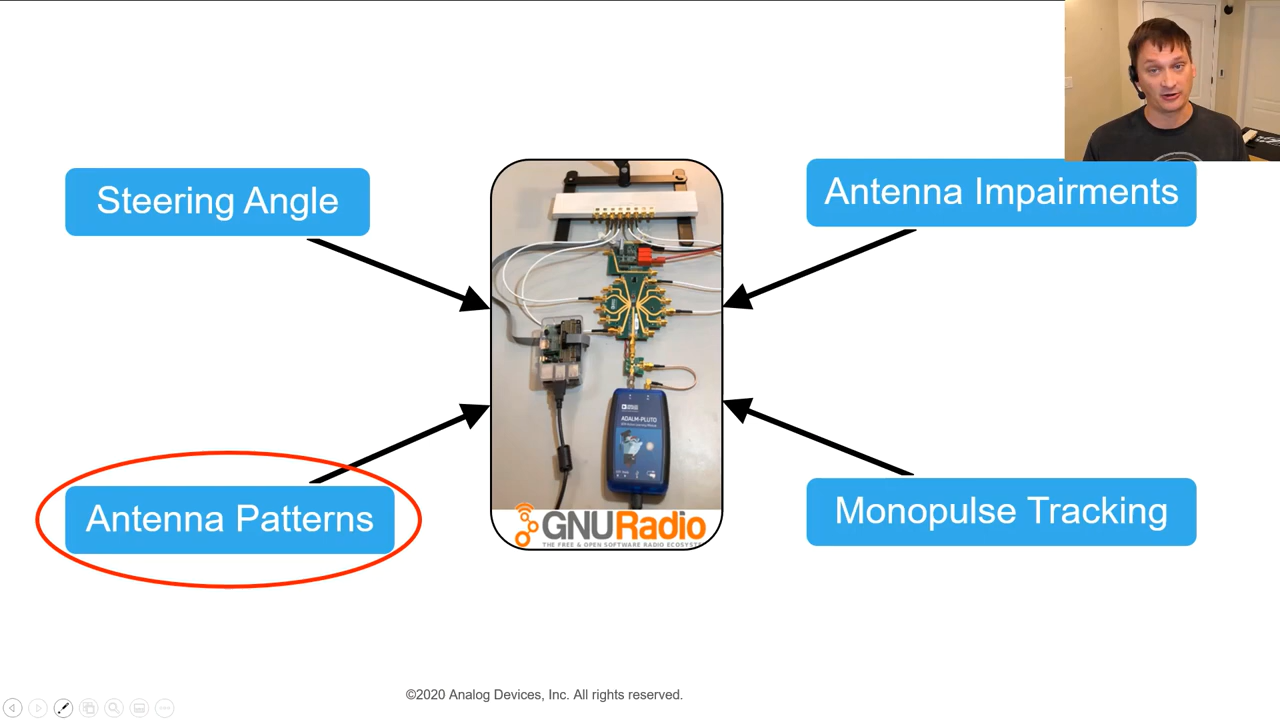 Steering Angle
Antenna Impairments
ADALM-PLUTO
Antenna Patterns
Monopulse Tracking
GNURadio
THE FREE & OPEN SOFTWARE RADIO ECOSYSTEM
©2020 Analog Devices, Inc. All rights reserved.